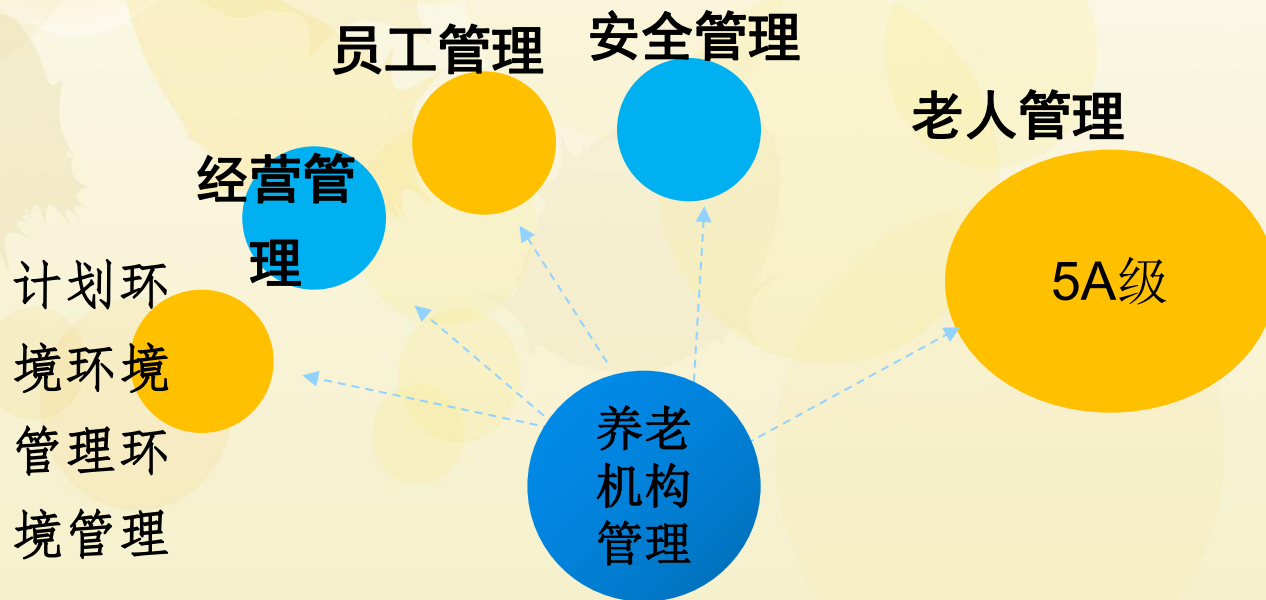 员工管理
安全管理
老人管理
经营管
理
5A级
计划环
境环境
管理环
境管理
养老
机构
管理